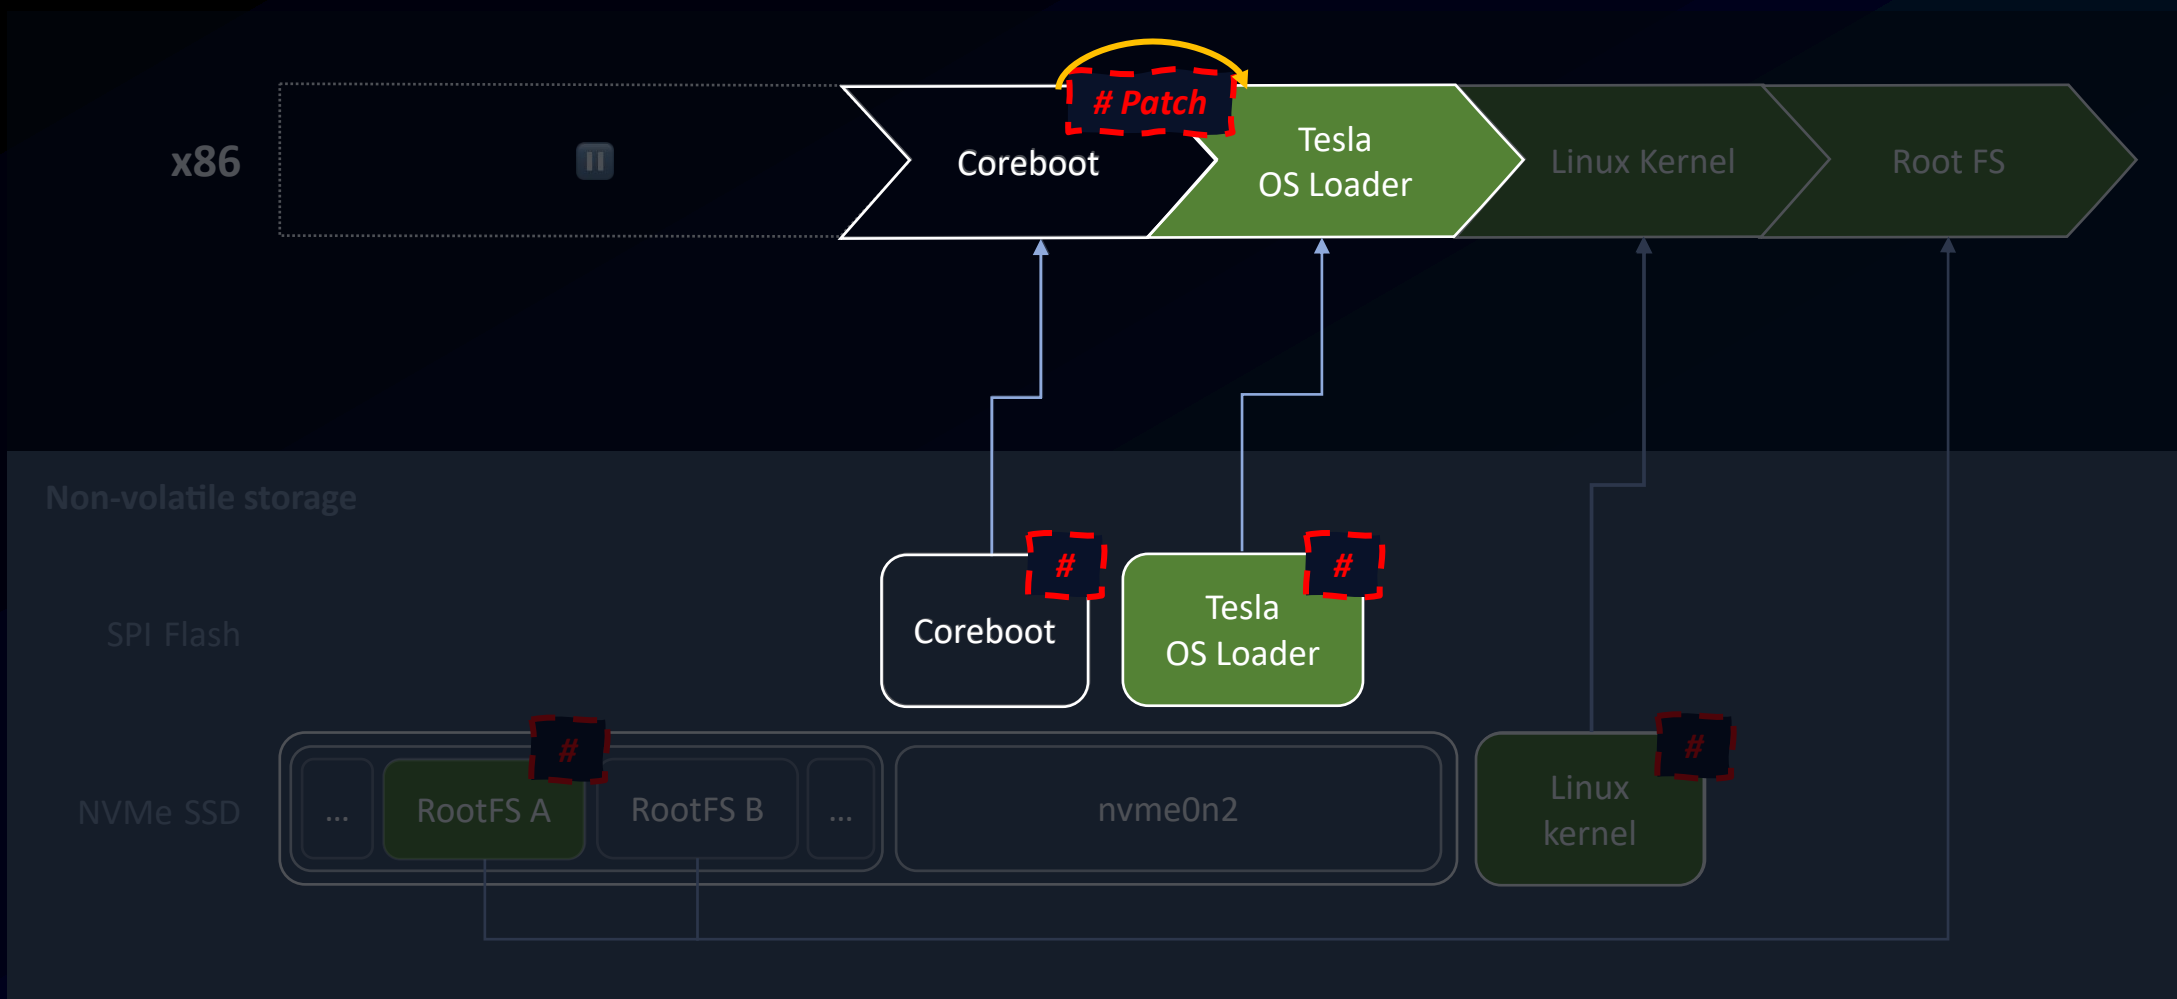 # Patch
x86
Coreboot
Tesla
OS Loader
Linux Kernel
Root FS
Non-volatile storage
#
#
SPI Flash
Coreboot
Tesla
OS Loader
#
#
NVMe SSD
...
RootFS A
RootFS B
...
nvme0n2
Linux
kernel